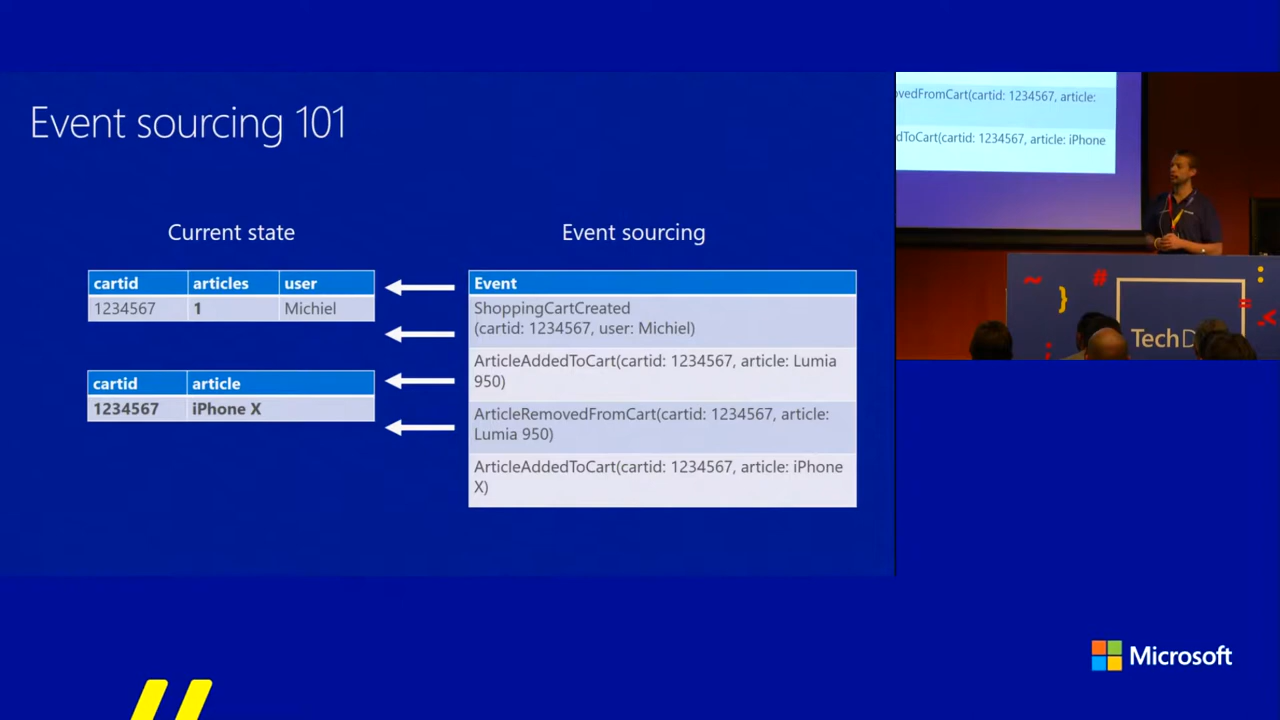 Event sourcing 101
Current state
cartid articles user
1234567 1 Michiel
cartid article
1234567 iPhone X
Event sourcing
Event
ShoppingCartCreated
(cartid: 1234567, user: Michiel)
ArticleAddedToCart(cartid: 1234567, article: Lumia
950)
ArticleRemovedFromCart(cartid: 1234567, article:
Lumia 950)
ArticleAddedToCart(cartid: 1234567, article: iPhone
X)
ovedFromCart(cartid: 1234567, article:
dToCart(cartid: 1234567, article: iPhone
~ # :
} =
TechD <
;
Microsoft